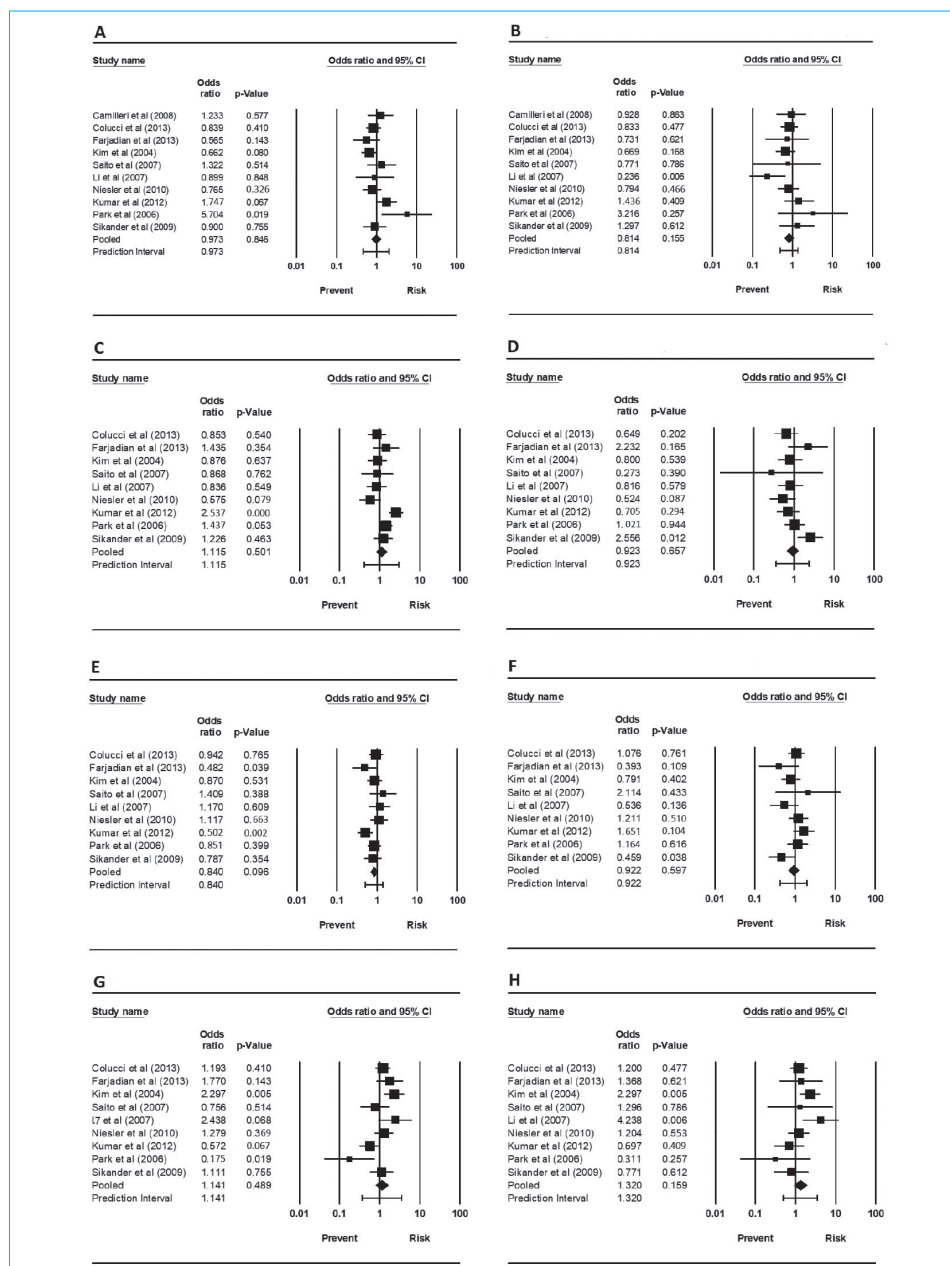 A
Study name Odds ratio and 95% CI
Odds
ratio p-Value
Camilleri et al (2008) 1.233 0.577
Colucci et al (2013) 0.839 0.410
Farjadian et al (2013) 0.565 0.143
Kim et al (2004) 0.662 0.080
Saito et al (2007) 1.322 0.514
Li et al (2007) 0.899 0.848
Niesler et al (2010) 0.765 0.326
Kumar et al (2012) 1.747 0.067
Park et al (2006) 5.704 0.019
Sikander et al (2009) 0.900 0.755
Pooled 0.973 0.846
Prediction Interval 0.973
0.01 0.1 1 10 100
Prevent Risk
B
Study name Odds ratio and 95% CI
Odds
ratio p-Value
Camilleri et al (2008) 0.928 0.863
Colucci et al (2013) 0.833 0.477
Farjadian et al (2013) 0.731 0.621
Kim et al (2004) 0.669 0.168
Saito et al (2007) 0.771 0.786
Li et al (2007) 0.236 0.006
Niesler et al (2010) 0.794 0.466
Kumar et al (2012) 1.436 0.409
Park et al (2006) 3.216 0.257
Sikander et al (2009) 1.297 0.612
Pooled 0.814 0.155
Prediction Interval 0.814
0.01 0.1 1 10 100
Prevent Risk
C
Study name Odds ratio and 95% CI
Odds
ratio p-Value
Colucci et al (2013) 0.853 0.540
Farjadian et al (2013) 1.435 0.354
Kim et al (2004) 0.876 0.637
Saito et al (2007) 0.868 0.762
Li et al (2007) 0.836 0.549
Niesler et al (2010) 0.575 0.079
Kumar et al (2012) 2.537 0.000
Park et al (2006) 1.437 0.053
Sikander et al (2009) 1.226 0.463
Pooled 1.115 0.501
Prediction Interval 1.115
0.01 0.1 1 10 100
Prevent Risk
D
Study name Odds ratio and 95% CI
Odds
ratio p-Value
Colucci et al (2013) 0.649 0.202
Farjadian et al (2013) 2.232 0.165
Kim et al (2004) 0.800 0.539
Saito et al (2007) 0.273 0.390
Li et al (2007) 0.816 0.579
Niesler et al (2010) 0.524 0.087
Kumar et al (2012) 0.705 0.294
Park et al (2006) 1.021 0.944
Sikander et al (2009) 2.556 0.012
Pooled 0.923 0.657
Prediction Interval 0.923
0.01 0.1 1 10 100
Prevent Risk
E
Study name Odds ratio and 95% CI
Odds
ratio p-Value
Colucci et al (2013) 0.942 0.765
Farjadian et al (2013) 0.482 0.039
Kim et al (2004) 0.870 0.531
Saito et al (2007) 1.409 0.388
Li et al (2007) 1.170 0.609
Niesler et al (2010) 1.117 0.663
Kumar et al (2012) 0.502 0.002
Park et al (2006) 0.851 0.399
Sikander et al (2009) 0.787 0.354
Pooled 0.840 0.096
Prediction Interval 0.840
0.01 0.1 1 10 100
Prevent Risk
F
Study name Odds ratio and 95% CI
Odds
ratio p-Value
Colucci et al (2013) 1.076 0.761
Farjadian et al (2013) 0.393 0.109
Kim et al (2004) 0.791 0.402
Saito et al (2007) 2.114 0.433
Li et al (2007) 0.536 0.136
Niesler et al (2010) 1.211 0.510
Kumar et al (2012) 1.651 0.104
Park et al (2006) 1.164 0.616
Sikander et al (2009) 0.459 0.038
Pooled 0.922 0.597
Prediction Interval 0.922
0.01 0.1 1 10 100
Prevent Risk
G
Study name Odds ratio and 95% CI
Odds
ratio p-Value
Colucci et al (2013) 1.193 0.410
Farjadian et al (2013) 1.770 0.143
Kim et al (2004) 2.297 0.005
Saito et al (2007) 0.756 0.514
l7 et al (2007) 2.438 0.068
Niesler et al (2010) 1.279 0.369
Kumar et al (2012) 0.572 0.067
Park et al (2006) 0.175 0.019
Sikander et al (2009) 1.111 0.755
Pooled 1.141 0.489
Prediction Interval 1.141
0.01 0.1 1 10 100
Prevent Risk
H
Study name Odds ratio and 95% CI
Odds
ratio p-Value
Colucci et al (2013) 1.200 0.477
Farjadian et al (2013) 1.368 0.621
Kim et al (2004) 2.297 0.005
Saito et al (2007) 1.296 0.786
Li et al (2007) 4.238 0.006
Niesler et al (2010) 1.204 0.553
Kumar et al (2012) 0.697 0.409
Park et al (2006) 0.311 0.257
Sikander et al (2009) 0.771 0.612
Pooled 1.320 0.159
Prediction Interval 1.320
0.01 0.1 1 10 100
Prevent Risk